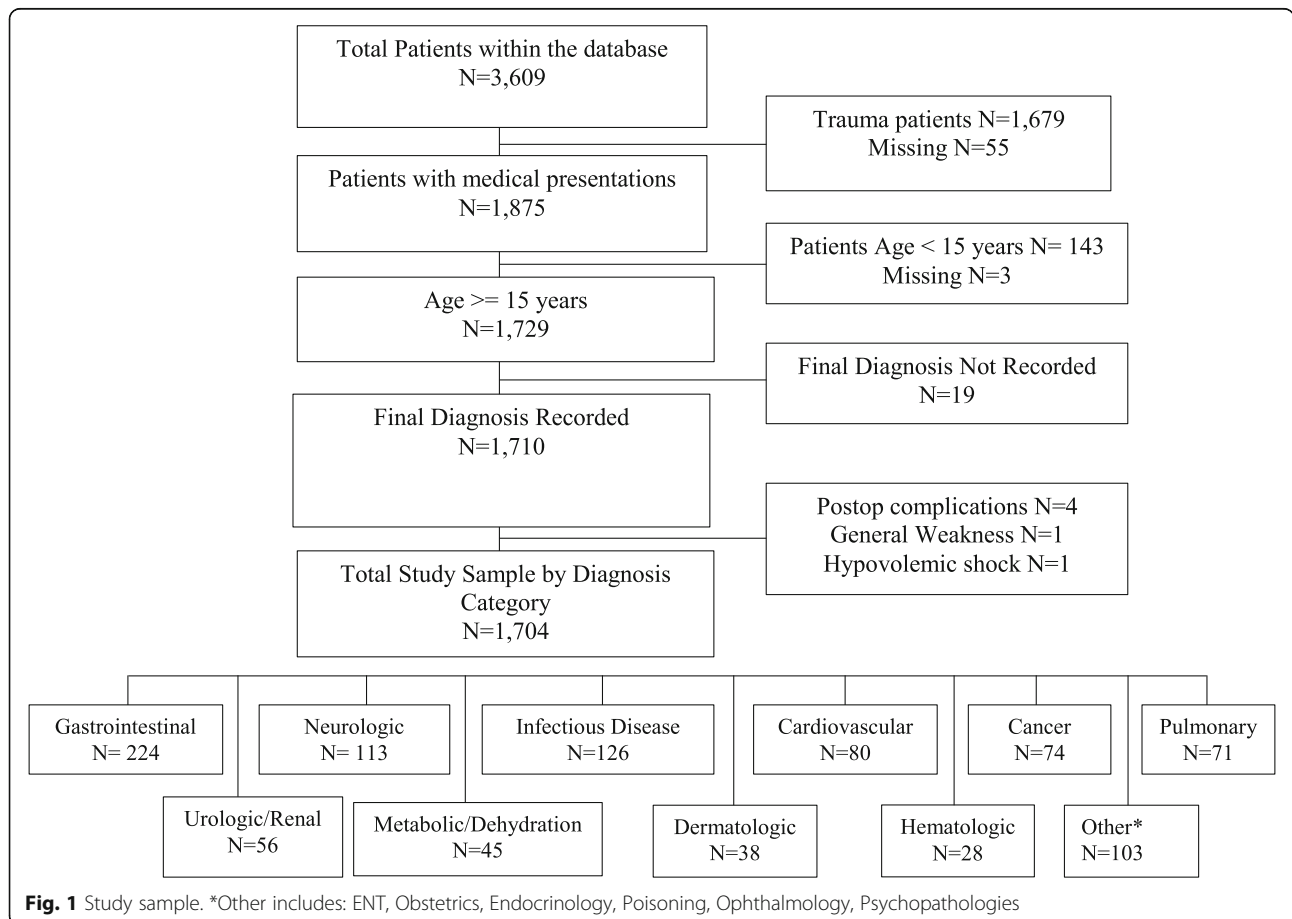 Total Patients within the database
N=3,609
Trauma patients N=1,679
Missing N=55
Patients with medical presentations
N=1,875
Patients Age < 15 years N= 143
Missing N=3
Age >= 15 years
N=1,729
Final Diagnosis Not Recorded
N=19
Final Diagnosis Recorded
N=1,710
Postop complications N=4
General Weakness N=1
Hypovolemic shock N=1
Total Study Sample by Diagnosis
Category
N=1,704
Gastrointestinal
N= 224
Neurologic
N= 113
Infectious Disease
N=126
Cardiovascular
N=80
Cancer
N=74
Pulmonary
N=71
Urologic/Renal
N=56
Metabolic/Dehydration
N=45
Dermatologic
N=38
Hematologic
N=28
Other*
N=103
Fig. 1 Study sample. *Other includes: ENT, Obstetrics, Endocrinology, Poisoning, Ophthalmology, Psychopathologies